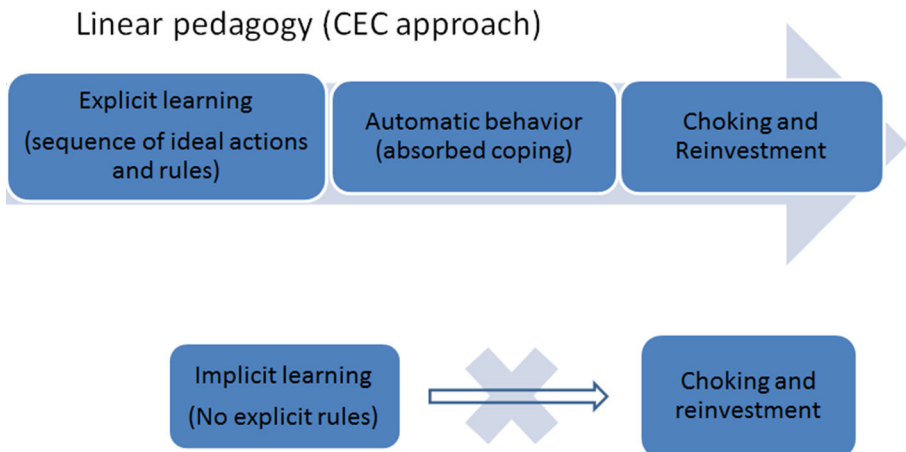 Linear pedagogy (CEC approach)
Explicit learning
(sequence of ideal actions
and rules)
Automatic behavior
(absorbed coping)
Choking and
Reinvestment
Implicit learning
(No explicit rules)
Choking and
reinvestment